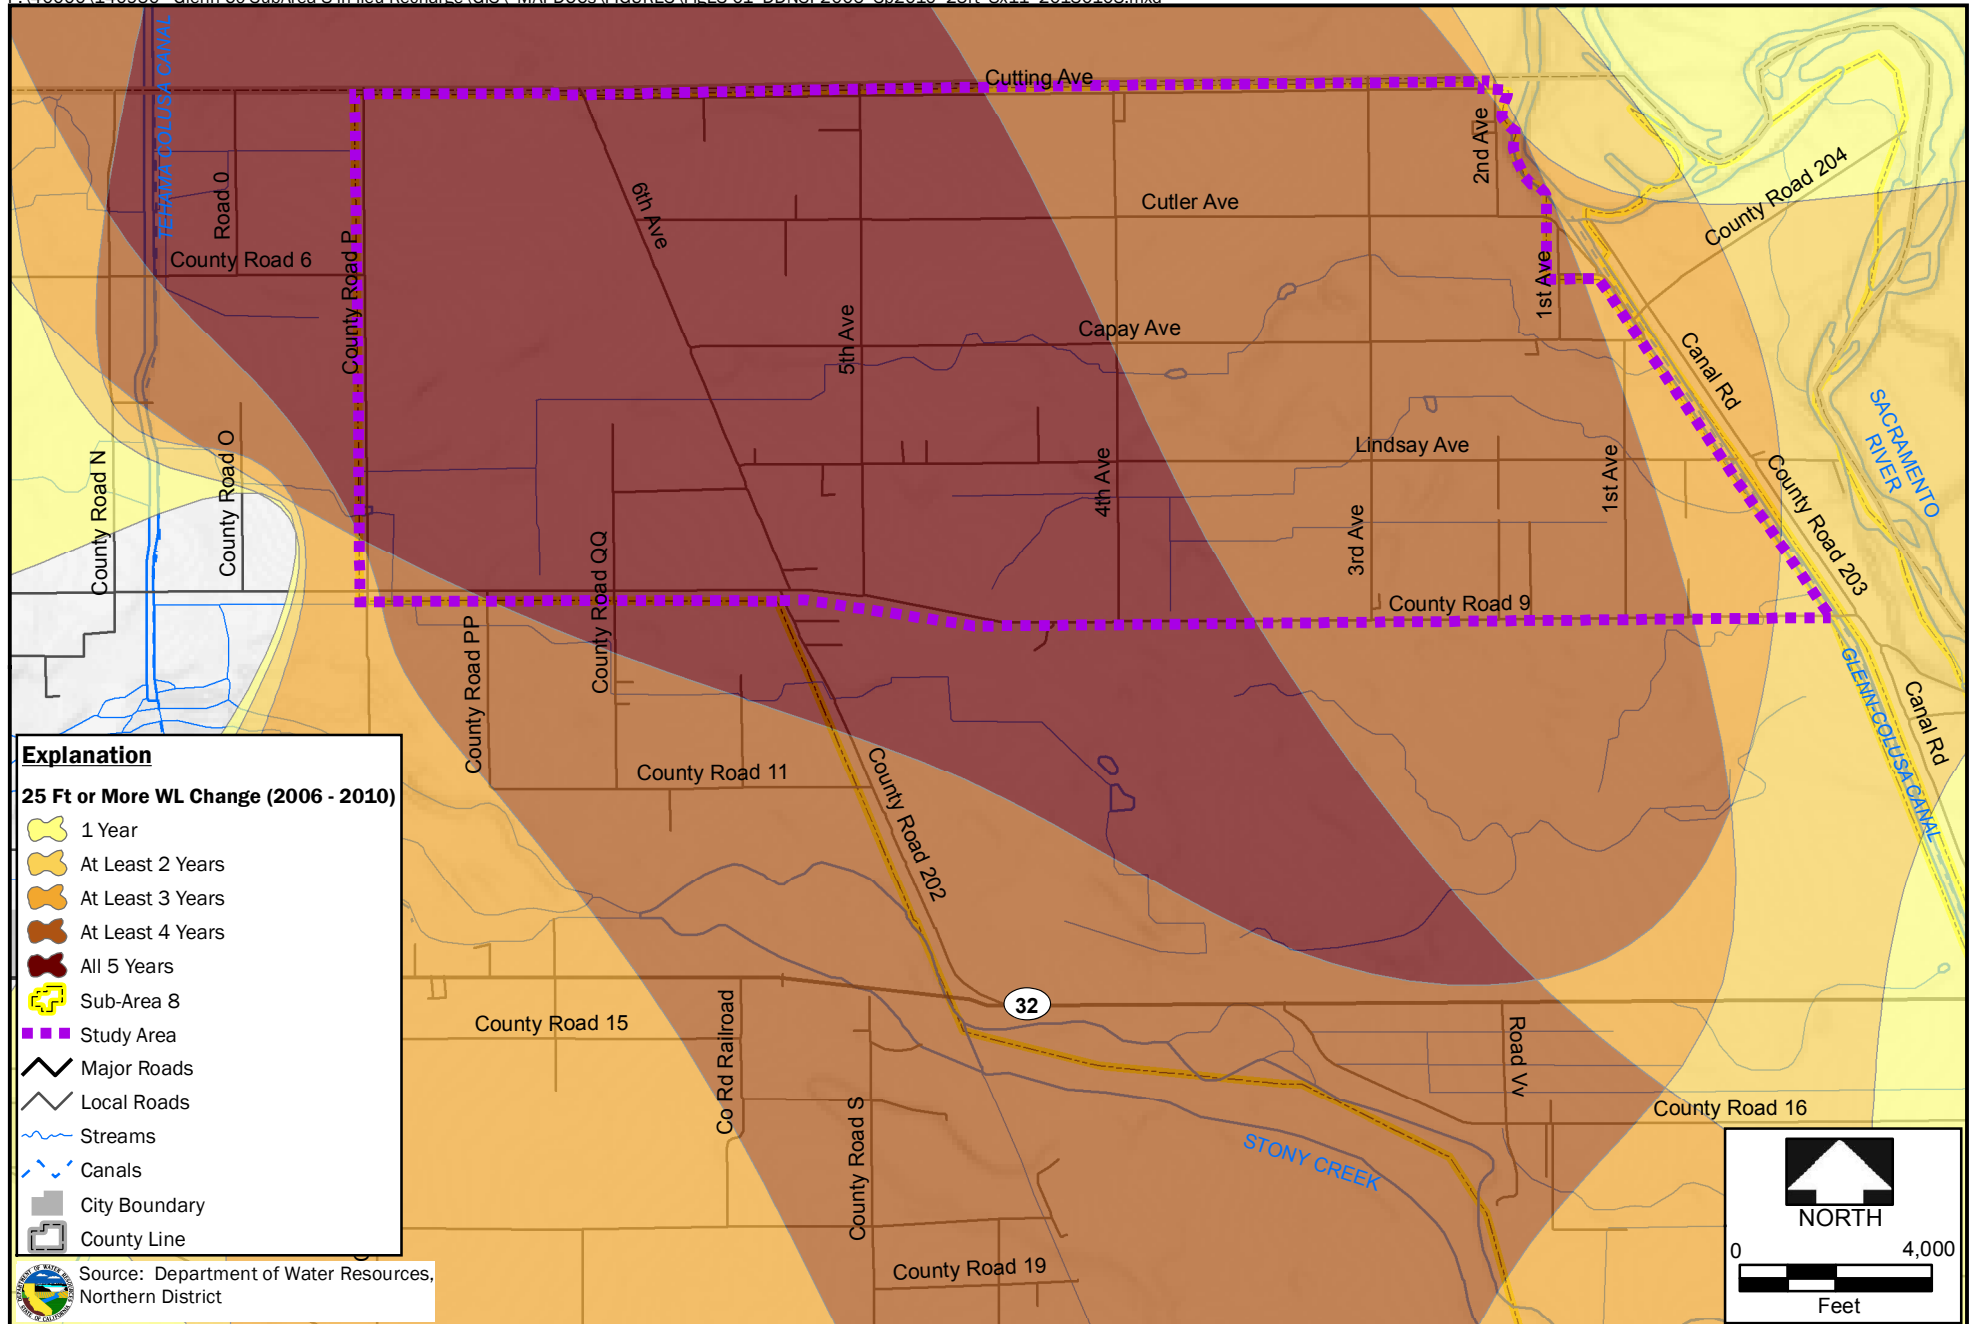 Cutting Ave
TEHAMA COLUSA CANAL
Road 0
County Road 6
County Road P
6th Ave
5th Ave
Cutler Ave
2nd Ave
1st Ave
County Road 204
Capay Ave
Canal Rd
SACRAMENTO
RIVER
County Road N
County Road O
4th Ave
Lindsay Ave
3rd Ave
1st Ave
County Road 203
County Road QQ
County Road PP
County Road 9
GLENN-COLUSA CANAL
Canal Rd
County Road 11
County Road 202
32
County Road 15
Co Rd Railroad
County Road S
Road Vv
County Road 16
STONY CREEK
County Road 19
Explanation
25 Ft or More WL Change (2006 - 2010)
1 Year
At Least 2 Years
At Least 3 Years
At Least 4 Years
All 5 Years
Sub-Area 8
Study Area
Major Roads
Local Roads
Streams
Canals
City Boundary
County Line
Source: Department of Water Resources,
Northern District
NORTH
0 4,000
Feet